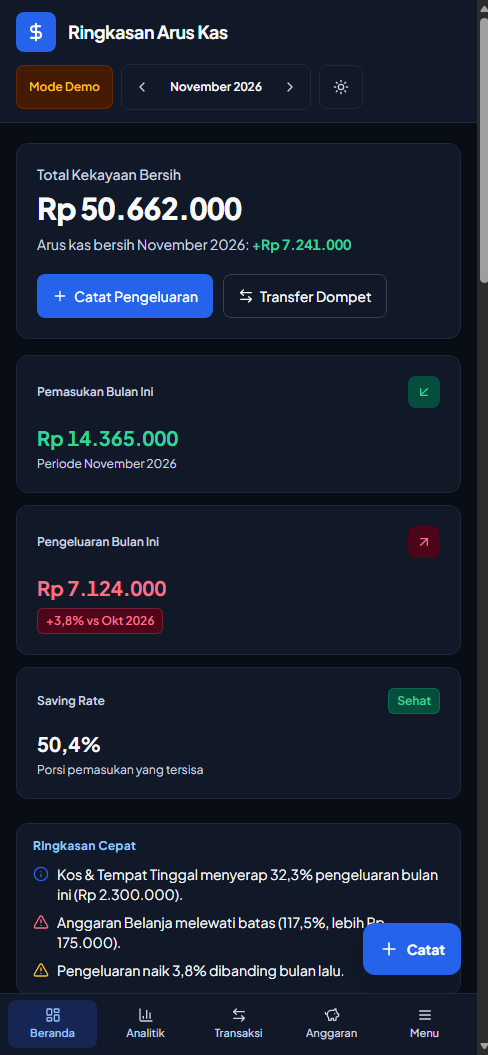 Ringkasan Arus Kas
Mode Demo
November 2026
Total Kekayaan Bersih
Rp 50.662.000
Arus kas bersih November 2026: +Rp 7.241.000
+ Catat Pengeluaran
Transfer Dompet
Pemasukan Bulan Ini
Rp 14.365.000
Periode November 2026
Pengeluaran Bulan Ini
Rp 7.124.000
+3,8% vs Okt 2026
Saving Rate
Sehat
50,4%
Porsi pemasukan yang tersisa
Ringkasan Cepat
Kos & Tempat Tinggal menyerap 32,3% pengeluaran bulan
ini (Rp 2.300.000).
Anggaran Belanja melewati batas (117,5%, lebih Rp
175.000).
Pengeluaran naik 3,8% dibanding bulan lalu.
+ Catat
Beranda
Analitik
Transaksi
Anggaran
Menu